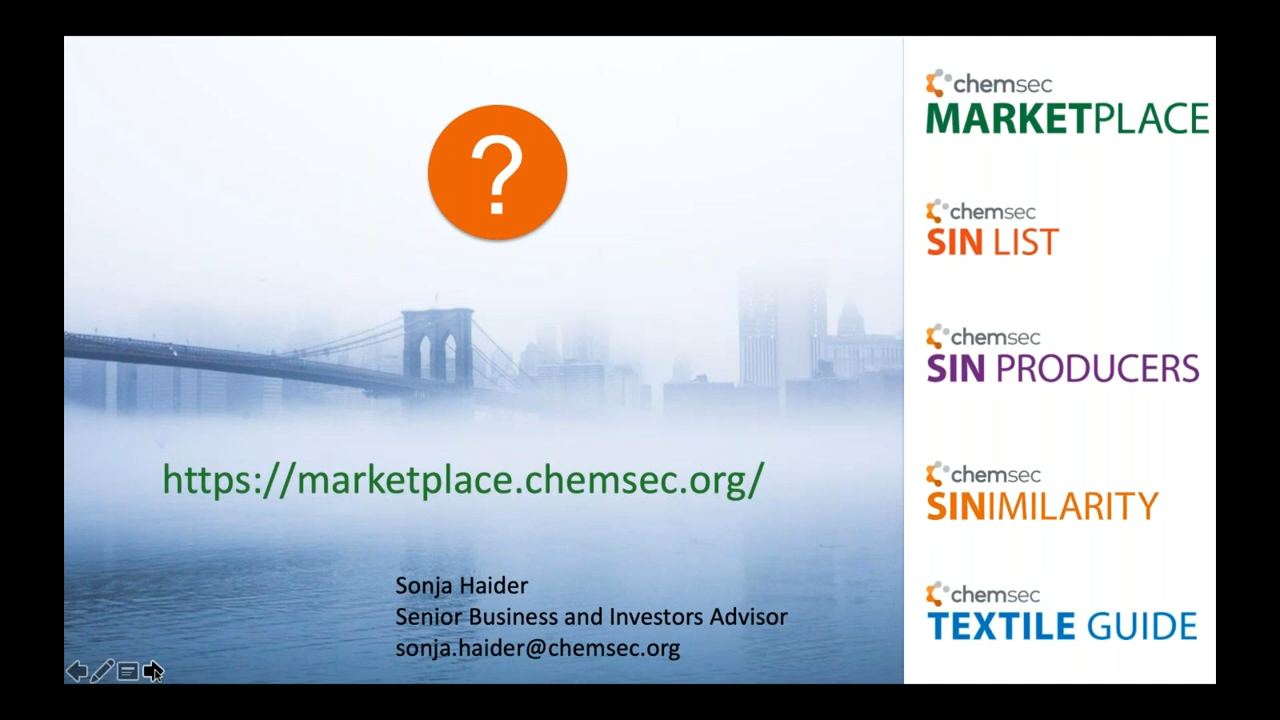 ?
https://marketplace.chemsec.org/
Sonja Haider
Senior Business and Investors Advisor
sonja.haider@chemsec.org
chemsec
MARKETPLACE
chemsec
SIN LIST
chemsec
SIN PRODUCERS
chemsec
SINIMILARITY
chemsec
TEXTILE GUIDE